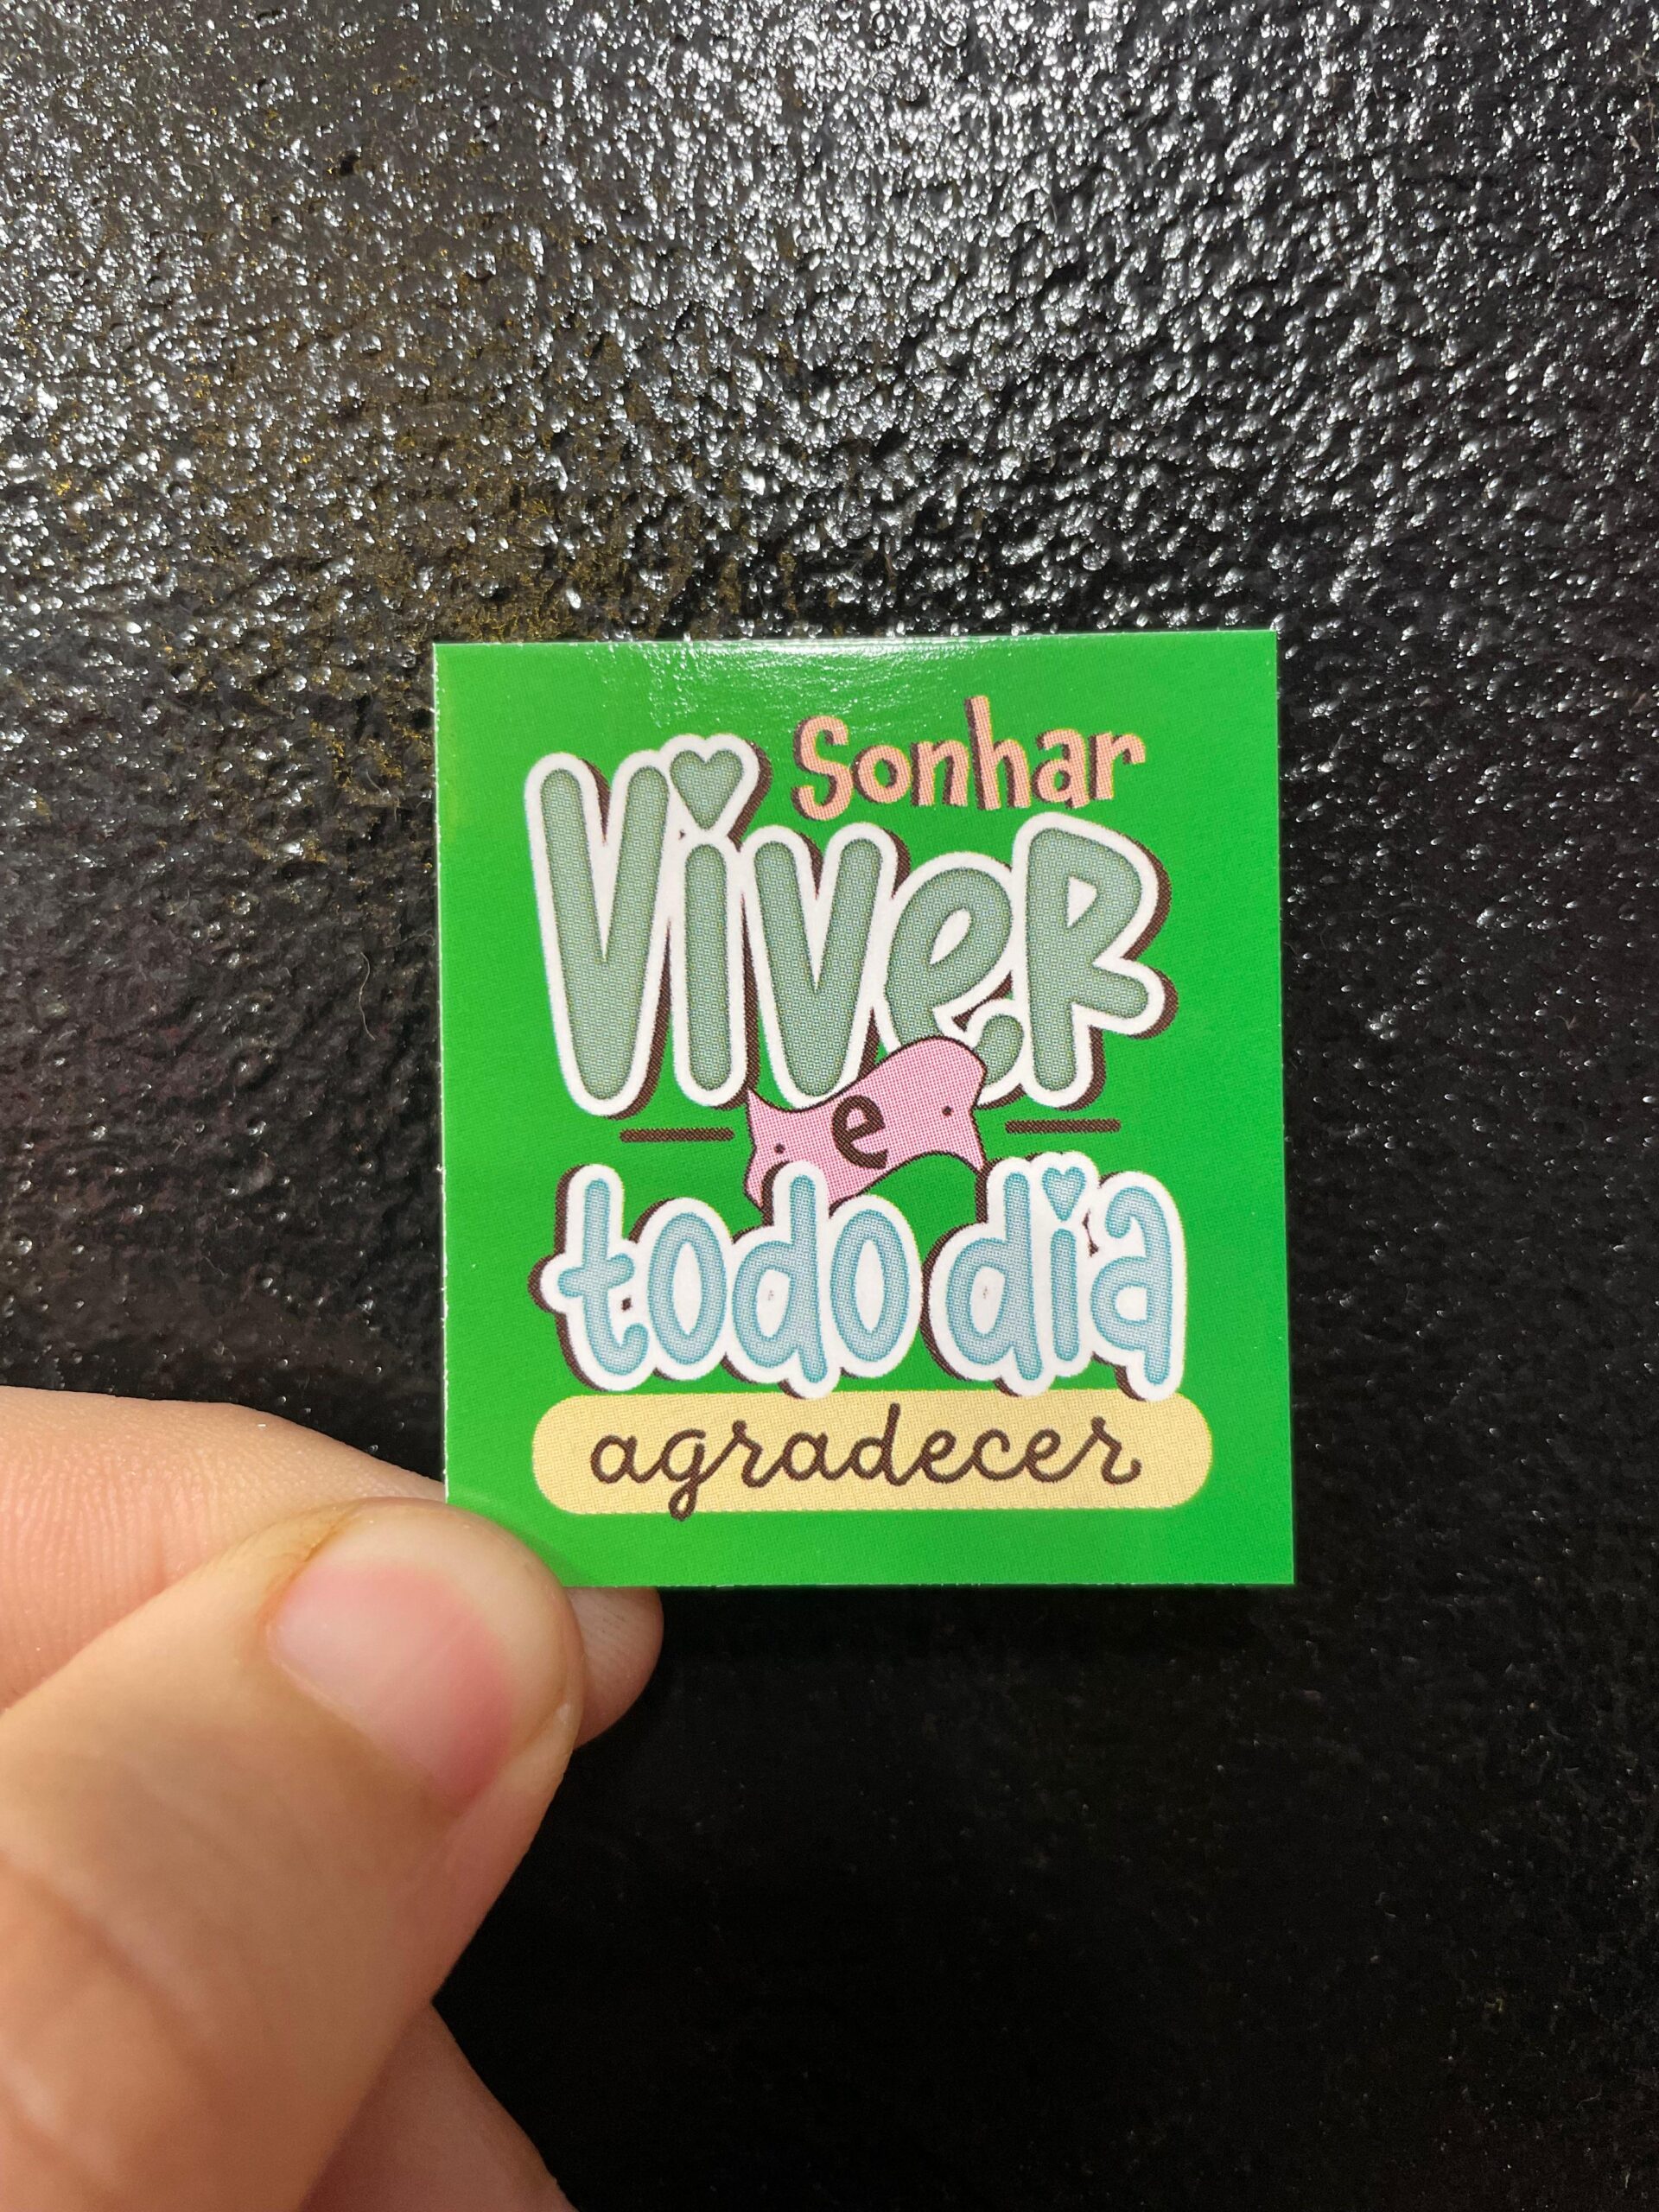 Sonhar
Viver
e
todo dia
agradecer